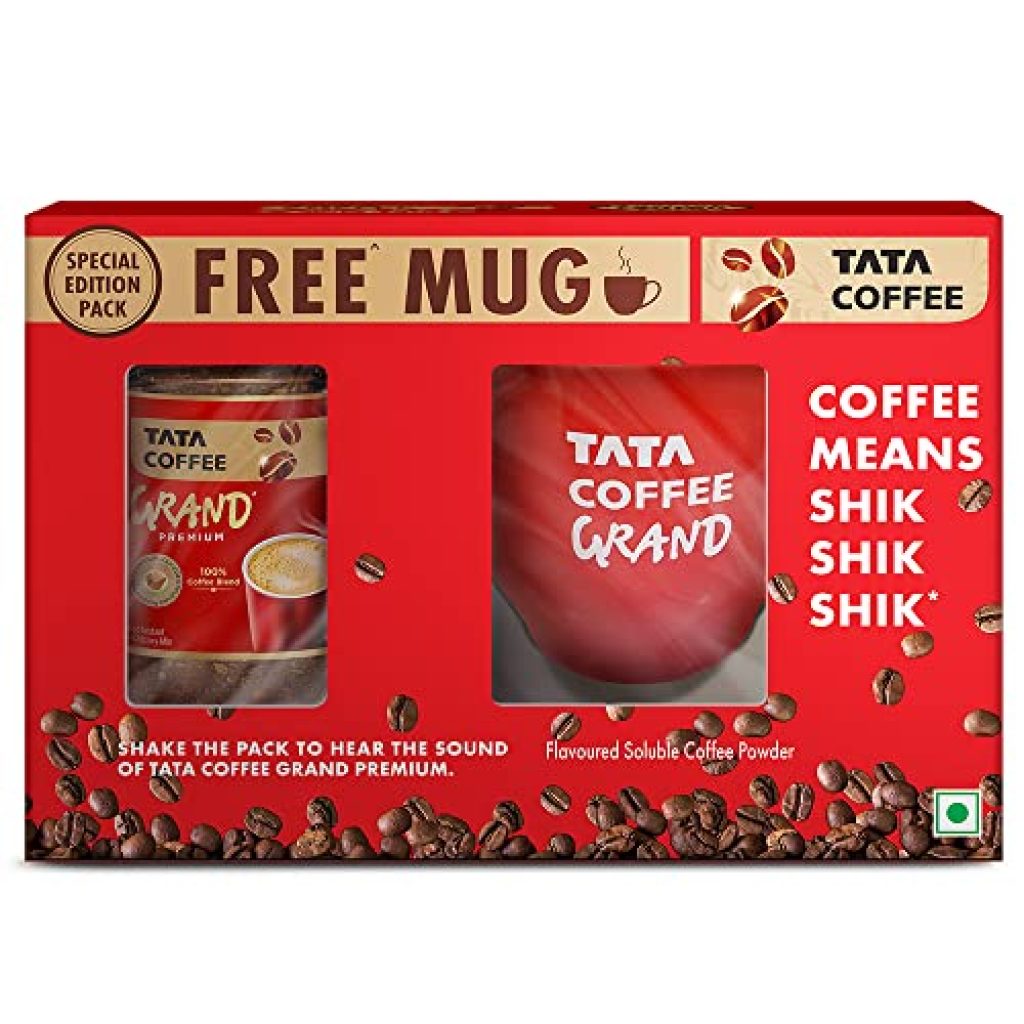 SPECIAL
EDITION
PACK
FREE^ MUG
TATA
COFFEE
TATA
COFFEE
GRAND
PREMIUM
100%
Coffee Blend
TATA
COFFEE
GRAND
COFFEE
MEANS
SHIK
SHIK
SHIK*
SHAKE THE PACK TO HEAR THE SOUND
OF TATA COFFEE GRAND PREMIUM.
Flavoured Soluble Coffee Powder